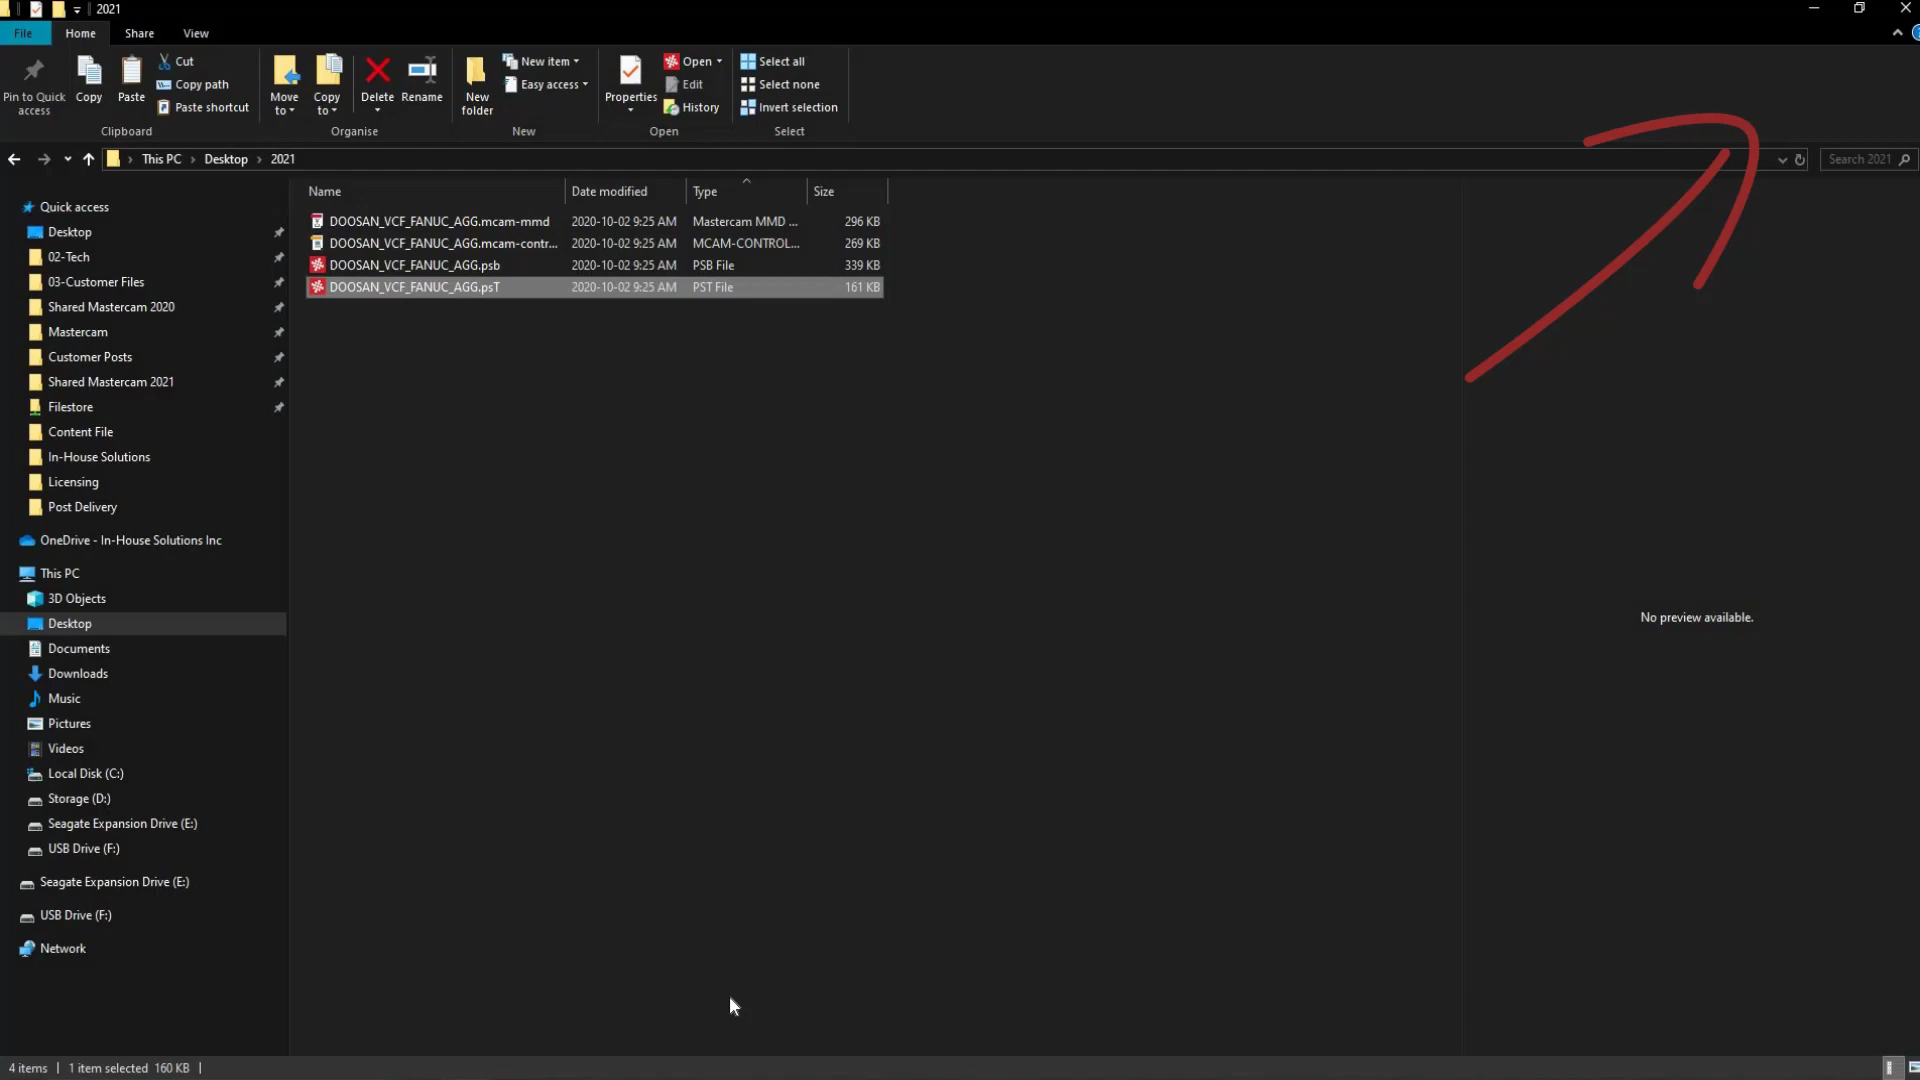 2021
File Home Share View
Pin to Quick access
Copy
Paste
Cut
Copy path
Paste shortcut
Clipboard
Move to
Copy to
Delete
Rename
Organise
New folder
New item
Easy access
New
Properties
Open
Edit
History
Open
Select all
Select none
Invert selection
Select
This PC › Desktop › 2021
Search 2021
Name Date modified Type Size
DOOSAN_VCF_FANUC_AGG.mcam-mmd 2020-10-02 9:25 AM Mastercam MMD ... 296 KB
DOOSAN_VCF_FANUC_AGG.mcam-contr... 2020-10-02 9:25 AM MCAM-CONTROL... 269 KB
DOOSAN_VCF_FANUC_AGG.psb 2020-10-02 9:25 AM PSB File 339 KB
DOOSAN_VCF_FANUC_AGG.psT 2020-10-02 9:25 AM PST File 161 KB
Quick access
Desktop
02-Tech
03-Customer Files
Shared Mastercam 2020
Mastercam
Customer Posts
Shared Mastercam 2021
Filestore
Content File
In-House Solutions
Licensing
Post Delivery
OneDrive - In-House Solutions Inc
This PC
3D Objects
Desktop
Documents
Downloads
Music
Pictures
Videos
Local Disk (C:)
Storage (D:)
Seagate Expansion Drive (E:)
USB Drive (F:)
Seagate Expansion Drive (E:)
USB Drive (F:)
Network
No preview available.
4 items | 1 item selected 160 KB |